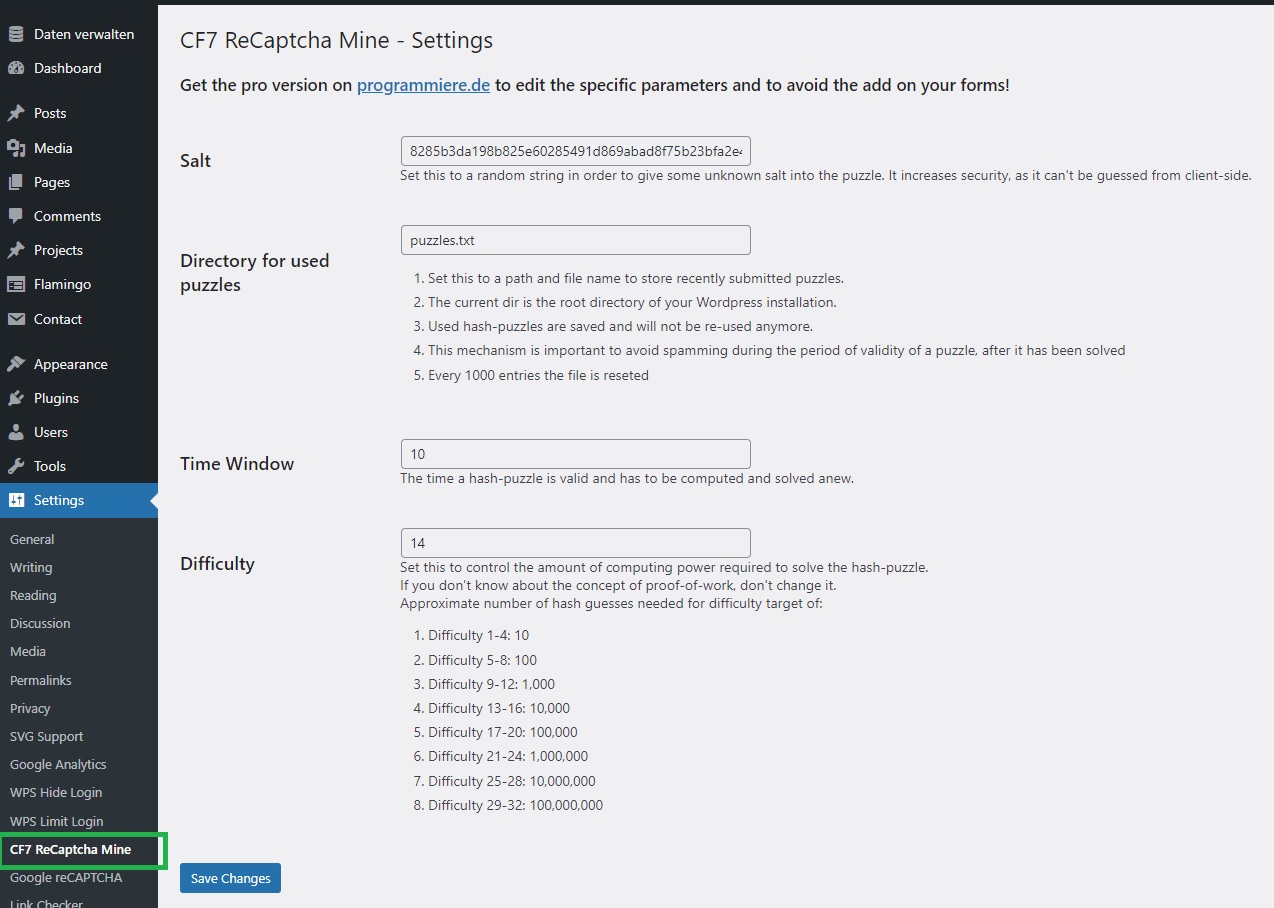 Daten verwalten
Dashboard
Posts
Media
Pages
Comments
Projects
Flamingo
Contact
Appearance
Plugins
Users
Tools
Settings
General
Writing
Reading
Discussion
Media
Permalinks
Privacy
SVG Support
Google Analytics
WPS Hide Login
WPS Limit Login
CF7 ReCaptcha Mine
Google reCAPTCHA
Link Checker
CF7 ReCaptcha Mine - Settings
Get the pro version on programmiere.de to edit the specific parameters and to avoid the add on your forms!
Salt
8285b3da198b825e60285491d869abad8f75b23bfa2e4
Set this to a random string in order to give some unknown salt into the puzzle. It increases security, as it can't be guessed from client-side.
Directory for used
puzzles
puzzles.txt
1. Set this to a path and file name to store recently submitted puzzles.
2. The current dir is the root directory of your Wordpress installation.
3. Used hash-puzzles are saved and will not be re-used anymore.
4. This mechanism is important to avoid spamming during the period of validity of a puzzle, after it has been solved
5. Every 1000 entries the file is reseted
Time Window
10
The time a hash-puzzle is valid and has to be computed and solved anew.
Difficulty
14
Set this to control the amount of computing power required to solve the hash-puzzle.
If you don't know about the concept of proof-of-work, don't change it.
Approximate number of hash guesses needed for difficulty target of:
1. Difficulty 1-4: 10
2. Difficulty 5-8: 100
3. Difficulty 9-12: 1,000
4. Difficulty 13-16: 10,000
5. Difficulty 17-20: 100,000
6. Difficulty 21-24: 1,000,000
7. Difficulty 25-28: 10,000,000
8. Difficulty 29-32: 100,000,000
Save Changes